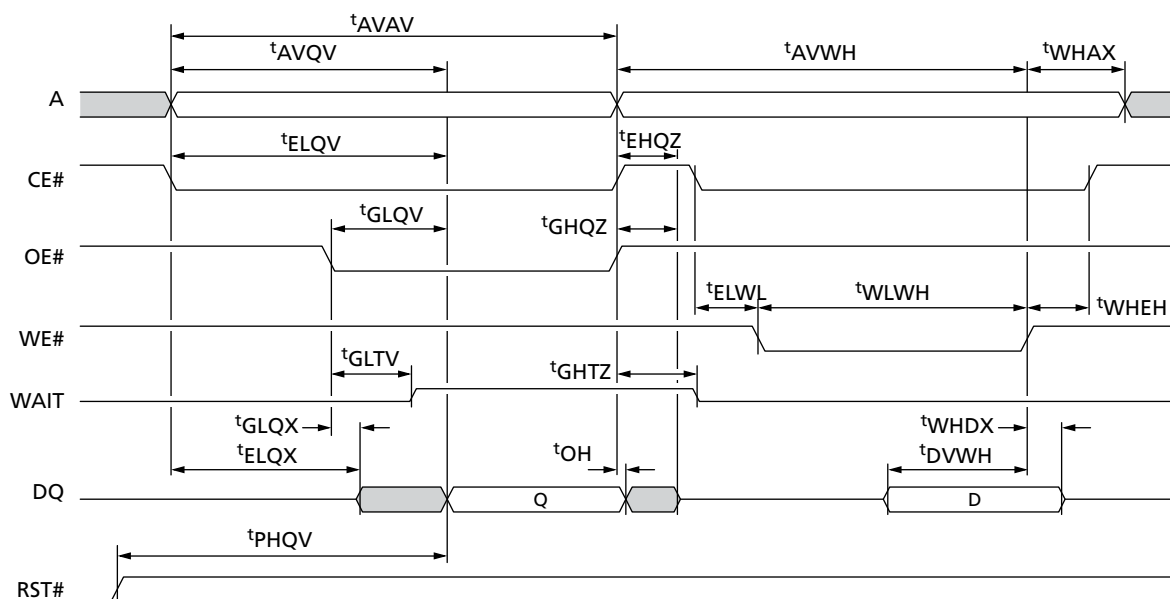 tAVAV
tAVQV tAVWH tWHAX
A
tELQV tEHQZ
CE#
tGLQV tGHQZ
OE#
tELWL tWLWH tWHEH
WE#
tGLTV tGHTZ
WAIT
tGLQX tWHDX
tELQX tOH tDVWH
DQ Q D
tPHQV
RST#